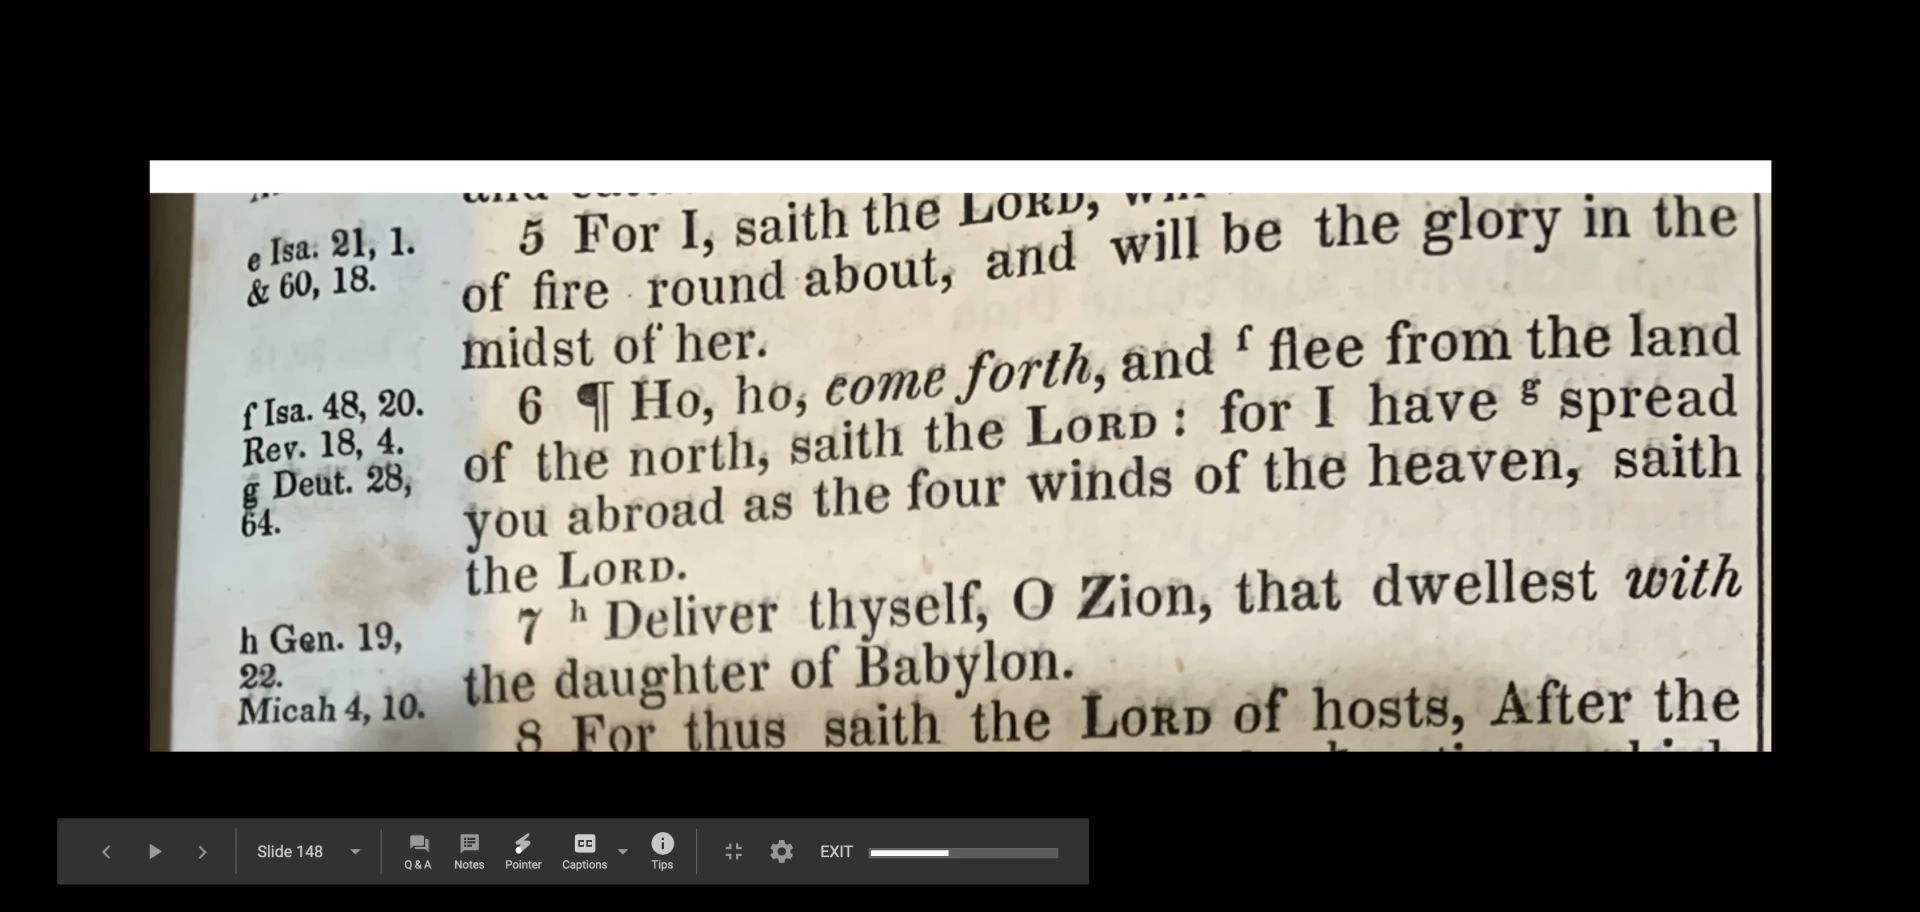 e Isa. 21, 1.
& 60, 18.
f Isa. 48, 20.
Rev. 18, 4.
g Deut. 28,
64.
h Gen. 19,
22.
Micah 4, 10.
5 For I, saith the LORD,
of fire round about, and will be the glory in the
midst of her.
6 ¶ Ho, ho, come forth, and f flee from the land
of the north, saith the LORD: for I have g spread
you abroad as the four winds of the heaven, saith
the LORD.
7 h Deliver thyself, O Zion, that dwellest with
the daughter of Babylon.
8 For thus saith the LORD of hosts, After the
Slide 148
Q & A
Notes
Pointer
CC
Captions
Tips
EXIT